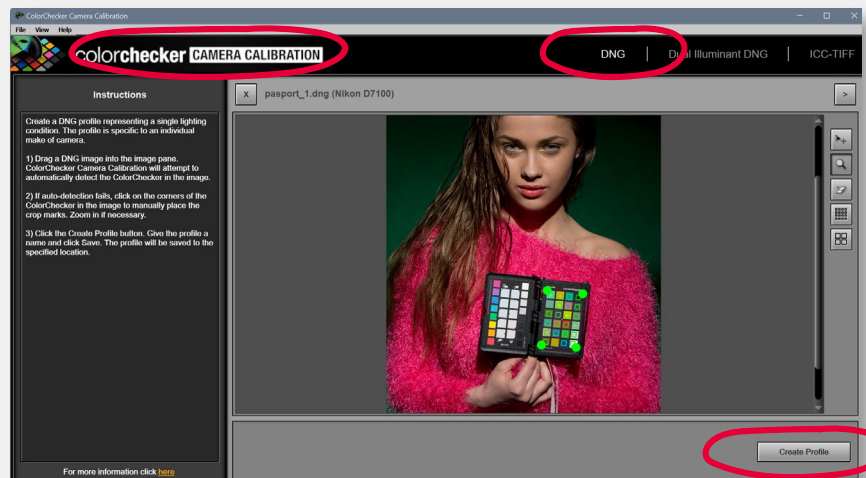 ColorChecker Camera Calibration
File View Help
colorchecker CAMERA CALIBRATION
DNG
Dual Illuminant DNG
ICC-TIFF
Instructions
Create a DNG profile representing a single lighting
condition. The profile is specific to an individual
make of camera.
1) Drag a DNG image into the image pane.
ColorChecker Camera Calibration will attempt to
automatically detect the ColorChecker in the image.
2) If auto-detection fails, click on the corners of the
ColorChecker in the image to manually place the
crop marks. Zoom in if necessary.
3) Click the Create Profile button. Give the profile a
name and click Save. The profile will be saved to the
specified location.
For more information click here
X
pasport_1.dng (Nikon D7100)
>
Create Profile